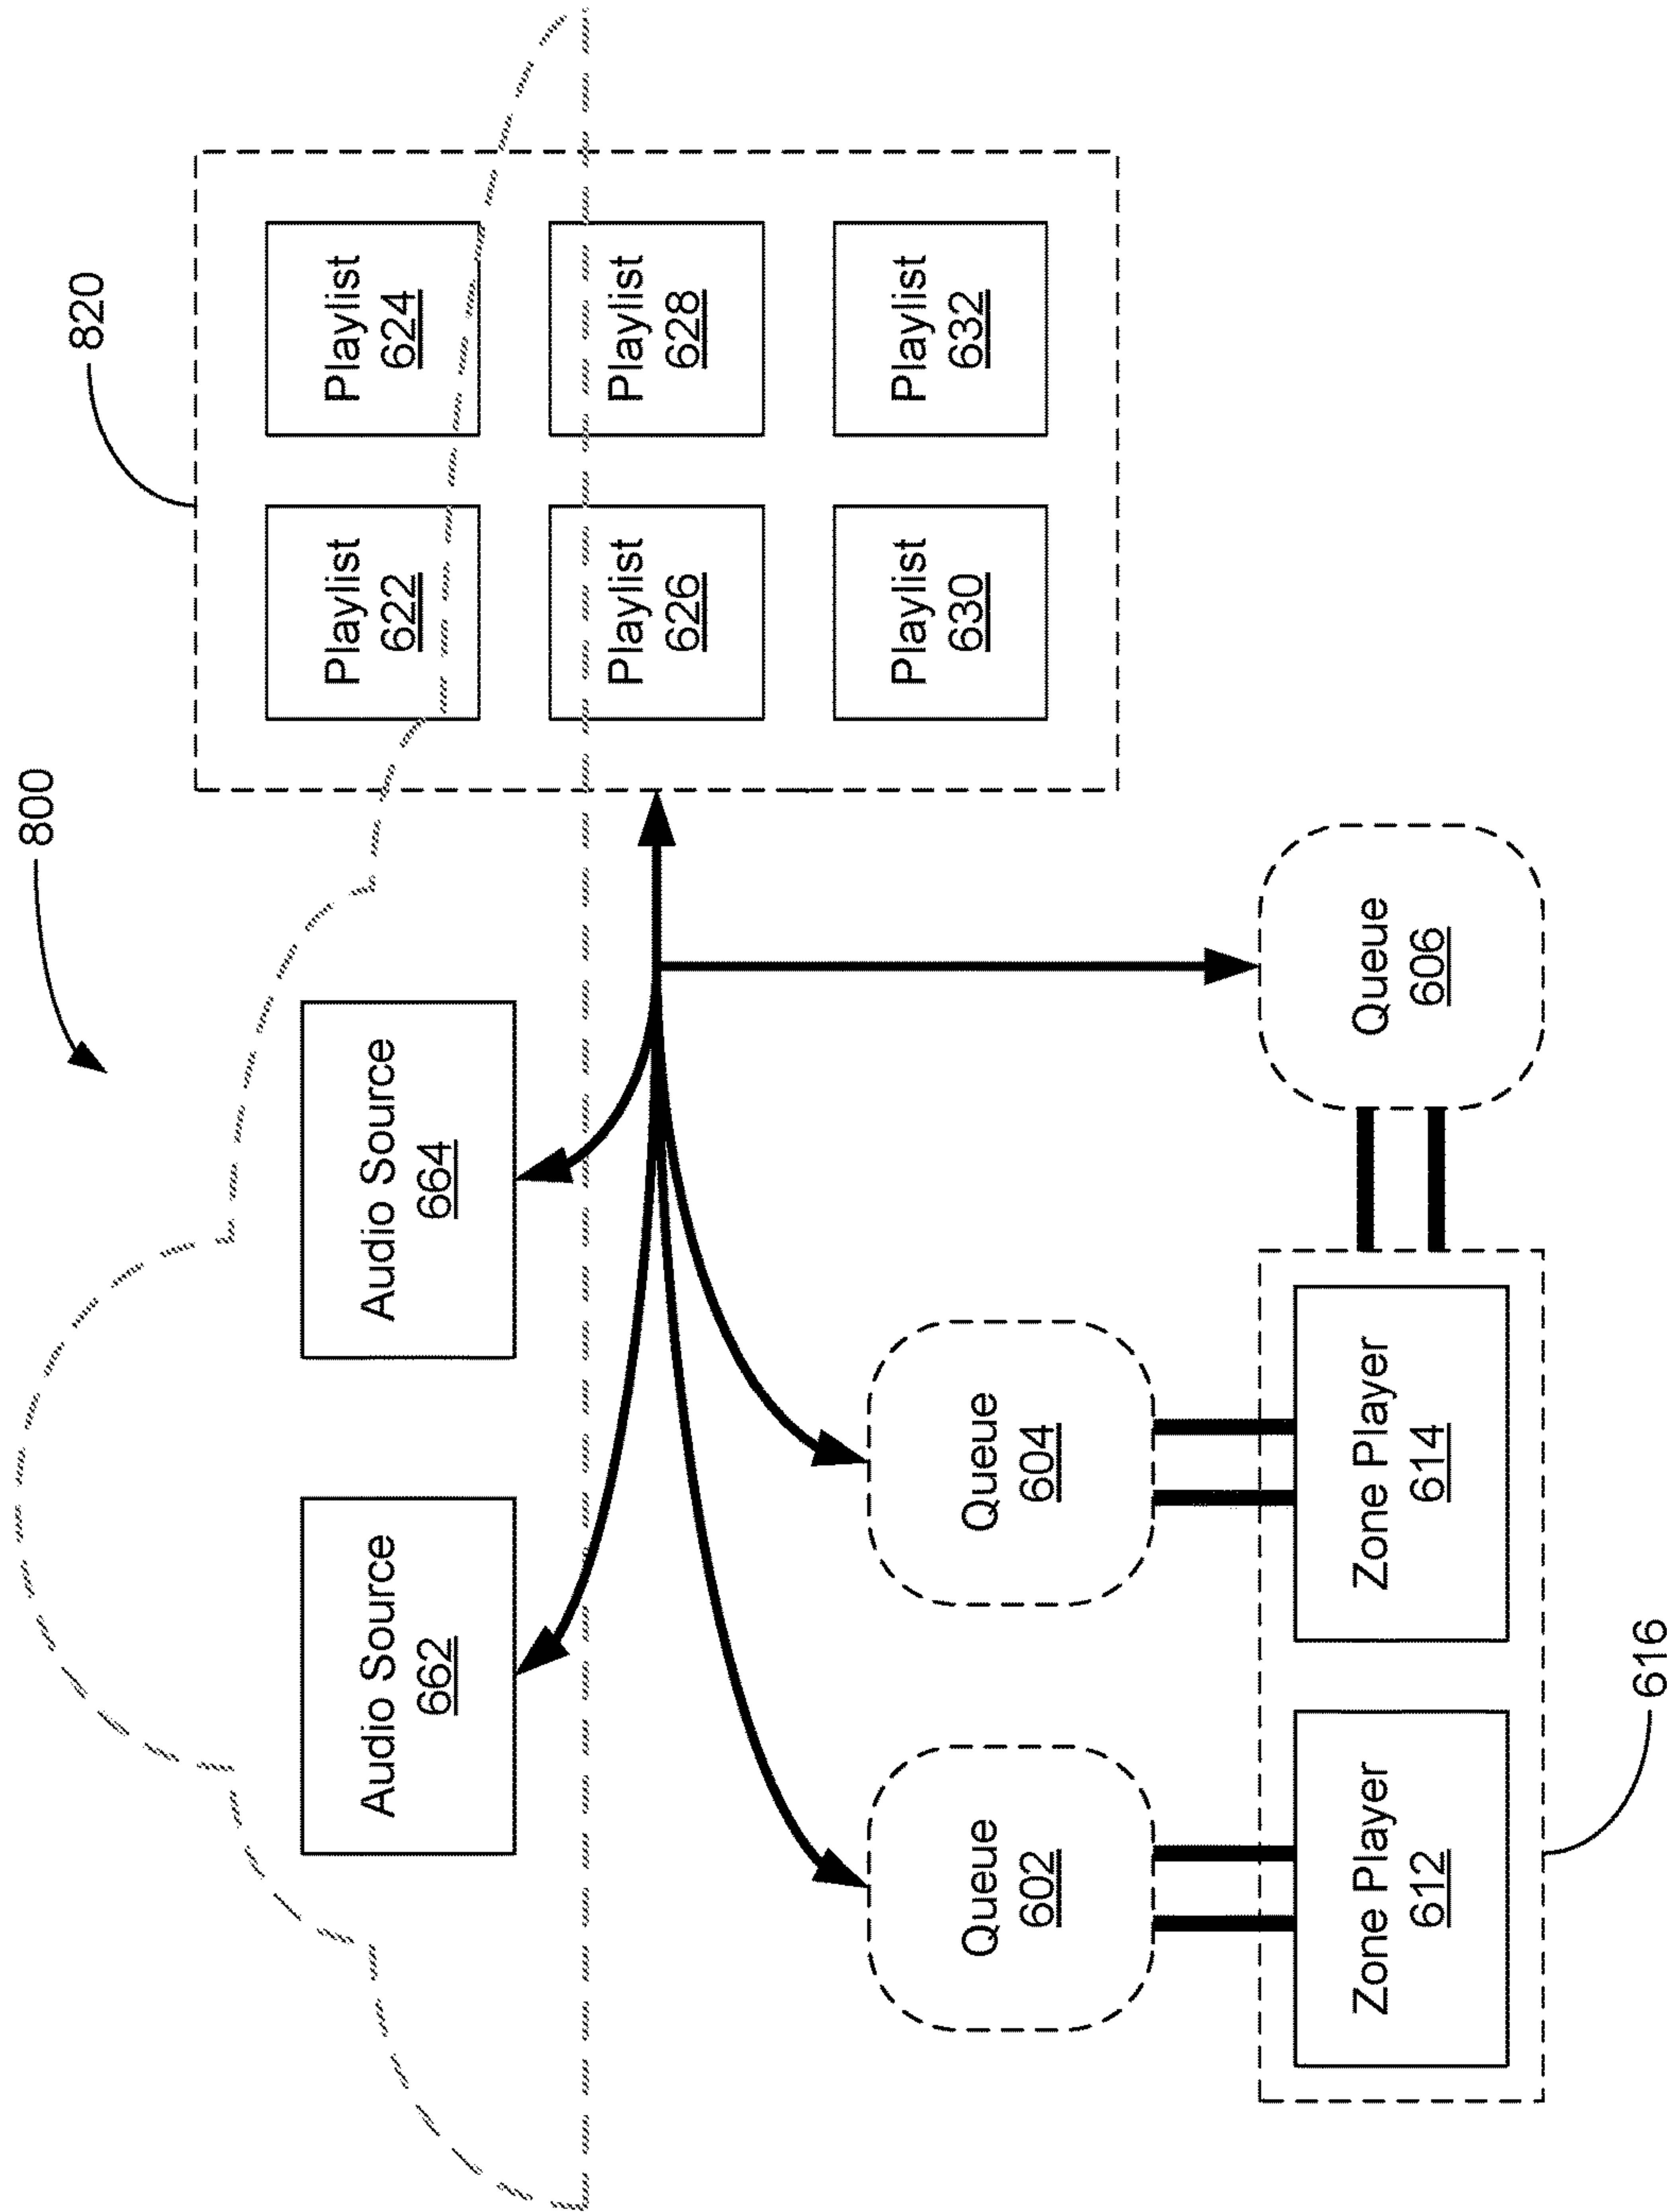 800
820
Audio Source
662
Audio Source
664
Playlist
622
Playlist
624
Playlist
626
Playlist
628
Playlist
630
Playlist
632
Queue
602
Queue
604
Queue
606
Zone Player
612
Zone Player
614
616